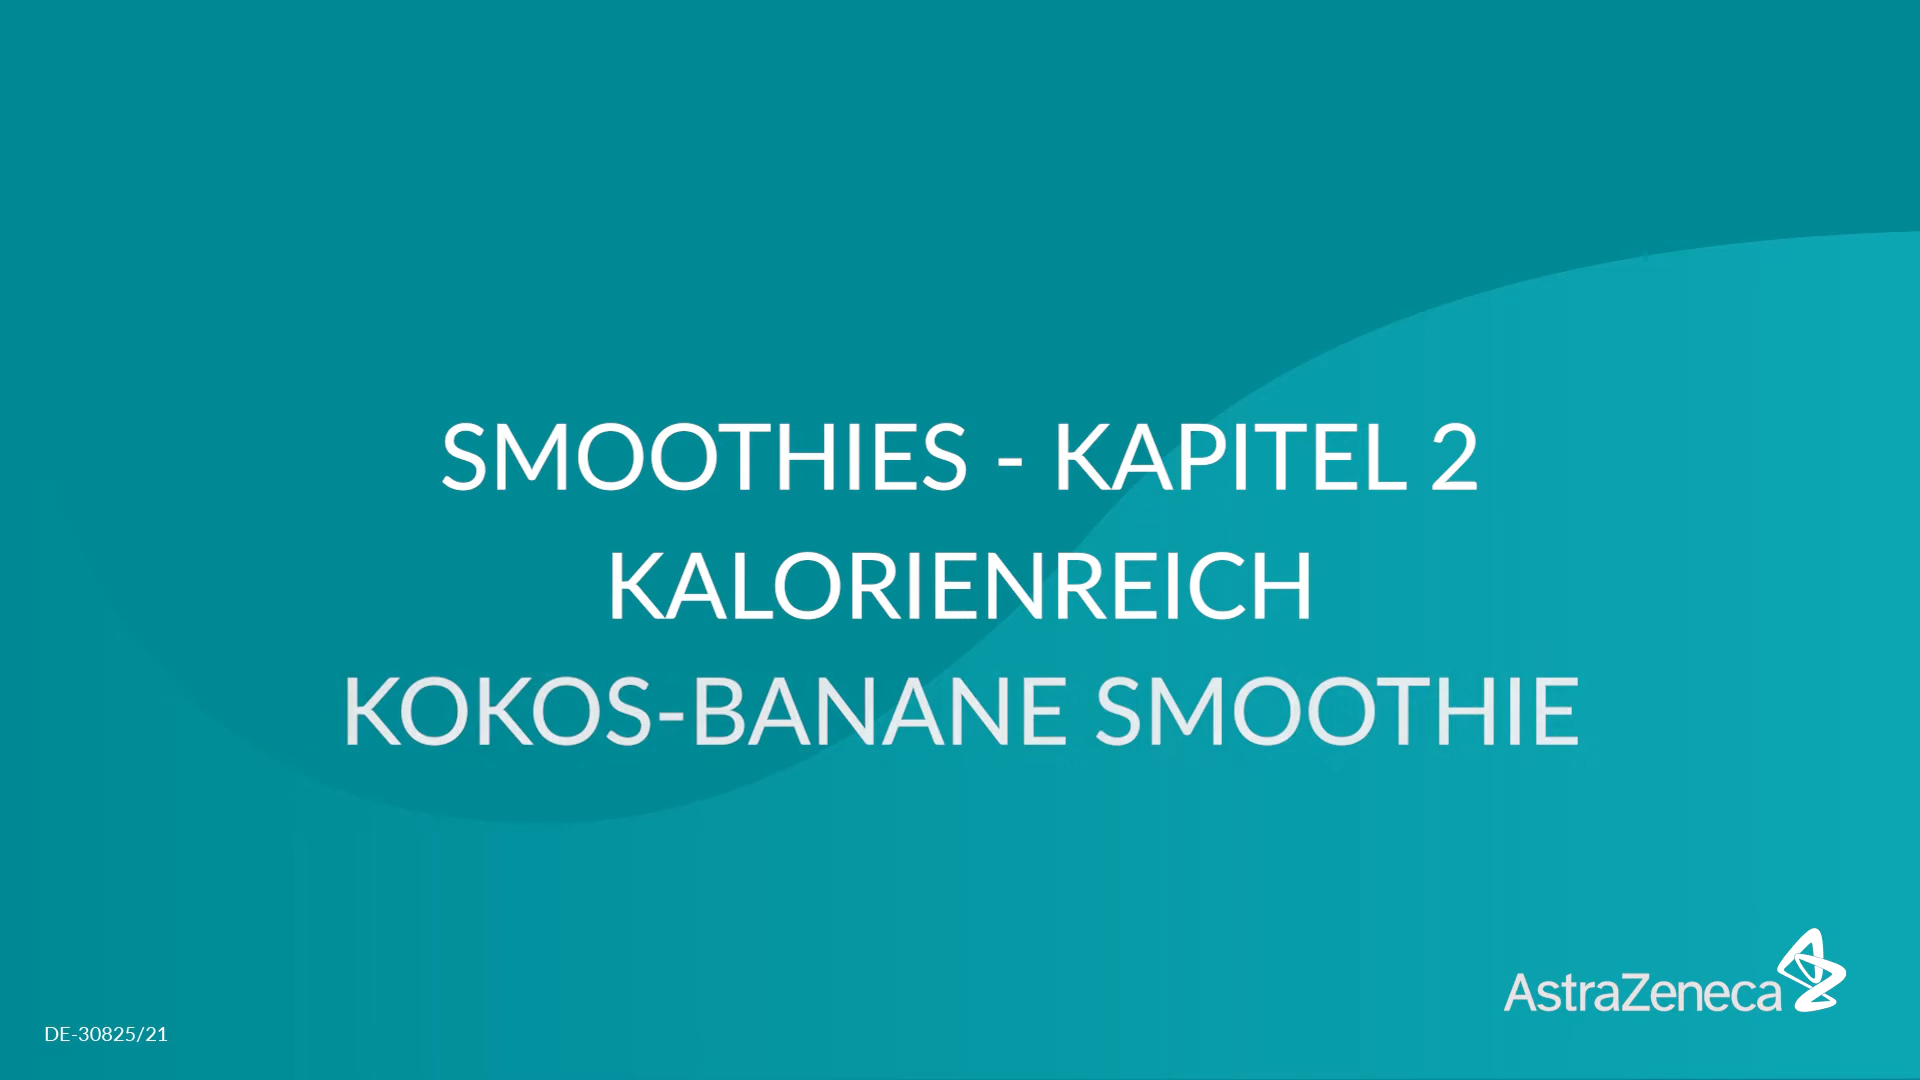 SMOOTHIES - KAPITEL 2
KALORIENREICH
KOKOS-BANANE SMOOTHIE
AstraZeneca
DE-30825/21